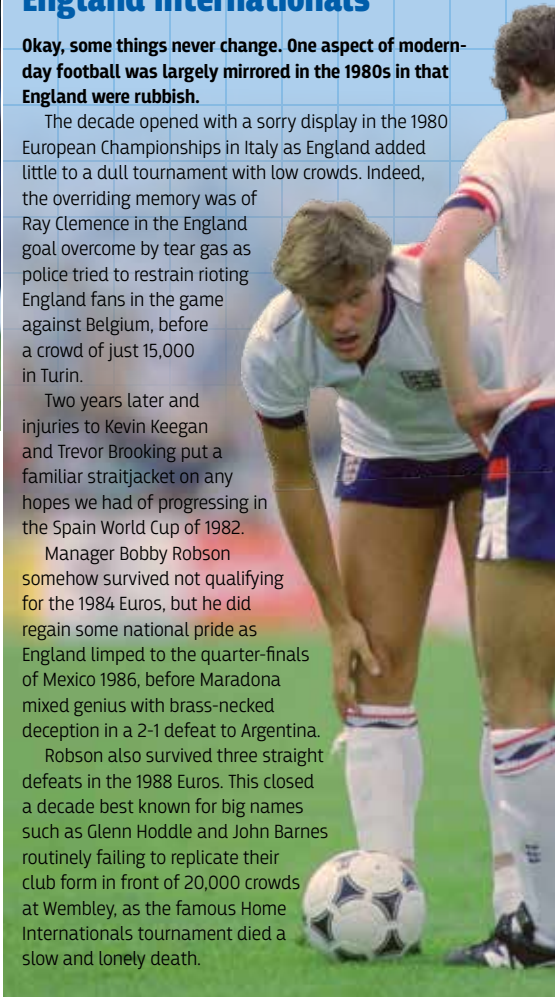 England Internationals
Okay, some things never change. One aspect of modern-
day football was largely mirrored in the 1980s in that
England were rubbish.
The decade opened with a sorry display in the 1980
European Championships in Italy as England added
little to a dull tournament with low crowds. Indeed,
the overriding memory was of
Ray Clemence in the England
goal overcome by tear gas as
police tried to restrain rioting
England fans in the game
against Belgium, before
a crowd of just 15,000
in Turin.
Two years later and
injuries to Kevin Keegan
and Trevor Brooking put a
familiar straitjacket on any
hopes we had of progressing in
the Spain World Cup of 1982.
Manager Bobby Robson
somehow survived not qualifying
for the 1984 Euros, but he did
regain some national pride as
England limped to the quarter-finals
of Mexico 1986, before Maradona
mixed genius with brass-necked
deception in a 2-1 defeat to Argentina.
Robson also survived three straight
defeats in the 1988 Euros. This closed
a decade best known for big names
such as Glenn Hoddle and John Barnes
routinely failing to replicate their
club form in front of 20,000 crowds
at Wembley, as the famous Home
Internationals tournament died a
slow and lonely death.